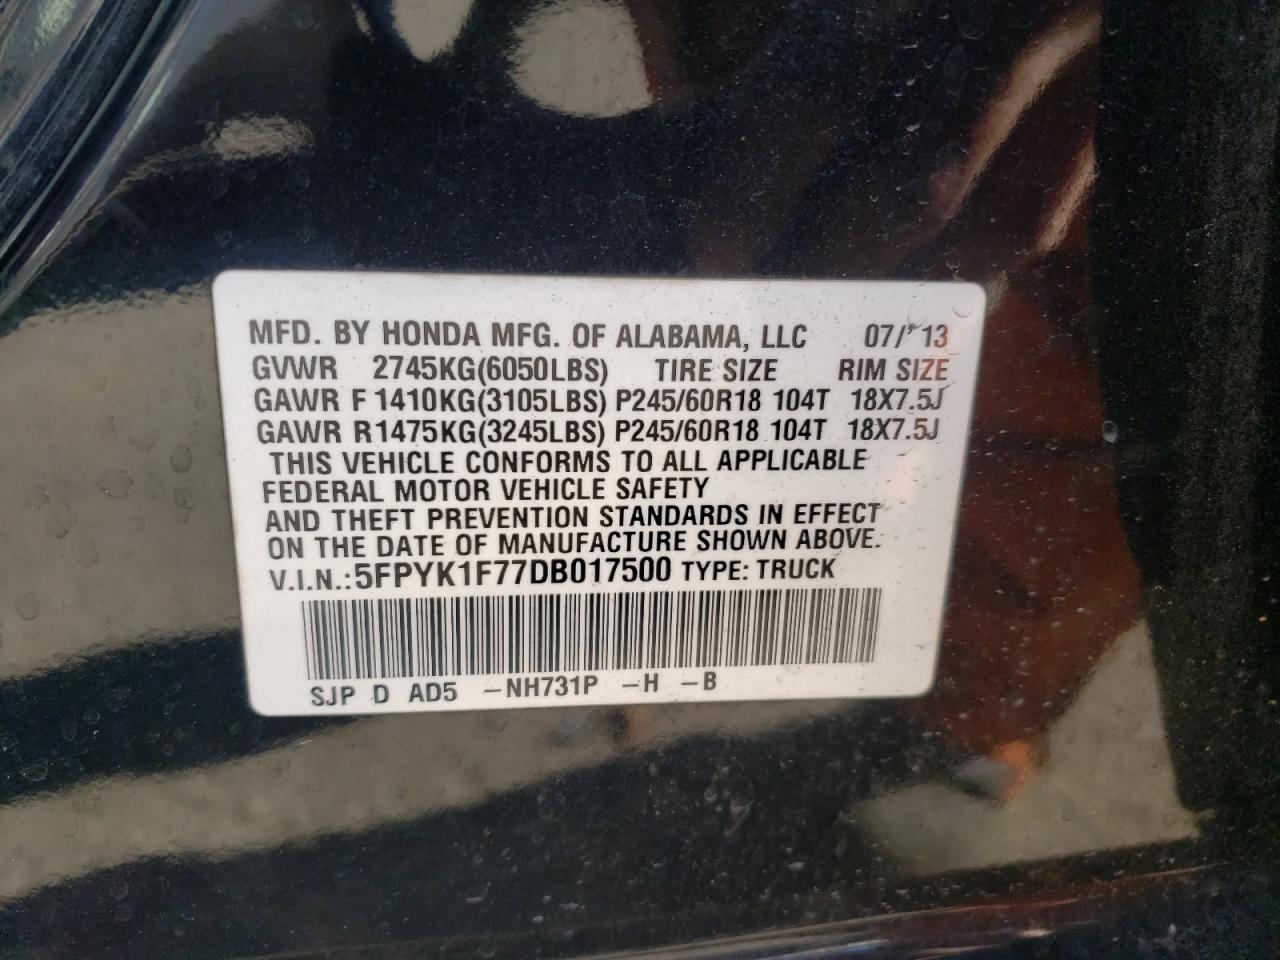 MFD. BY HONDA MFG. OF ALABAMA, LLC 07/'13
GVWR 2745KG(6050LBS) TIRE SIZE RIM SIZE
GAWR F 1410KG(3105LBS) P245/60R18 104T 18X7.5J
GAWR R1475KG(3245LBS) P245/60R18 104T 18X7.5J
THIS VEHICLE CONFORMS TO ALL APPLICABLE
FEDERAL MOTOR VEHICLE SAFETY
AND THEFT PREVENTION STANDARDS IN EFFECT
ON THE DATE OF MANUFACTURE SHOWN ABOVE.
V.I.N.:5FPYK1F77DB017500 TYPE: TRUCK
SJP D AD5 -NH731P -H -B